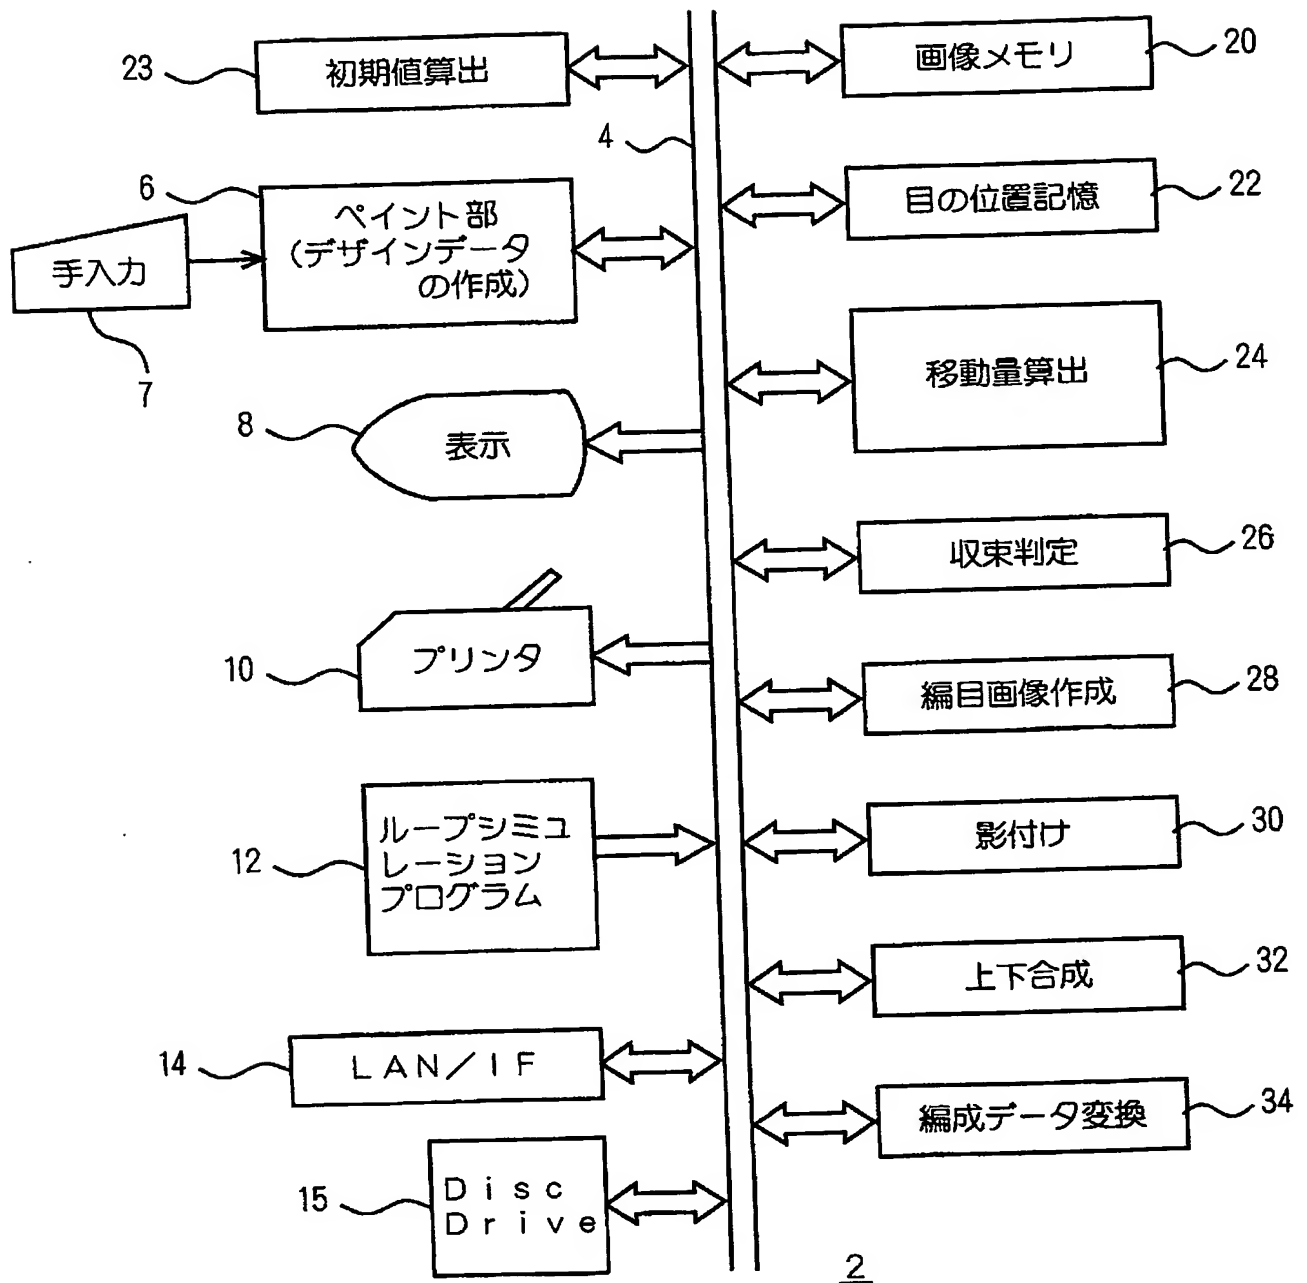 23
初期値算出
画像メモリ
20
4
6
ペイント部
(デザインデータ
の作成)
手入力
7
目の位置記憶
22
移動量算出
24
8
表示
収束判定
26
10
プリンタ
編目画像作成
28
12
ループシミュ
レーション
プログラム
影付け
30
上下合成
32
14
LAN/IF
編成データ変換
34
15
Disc
Drive
2